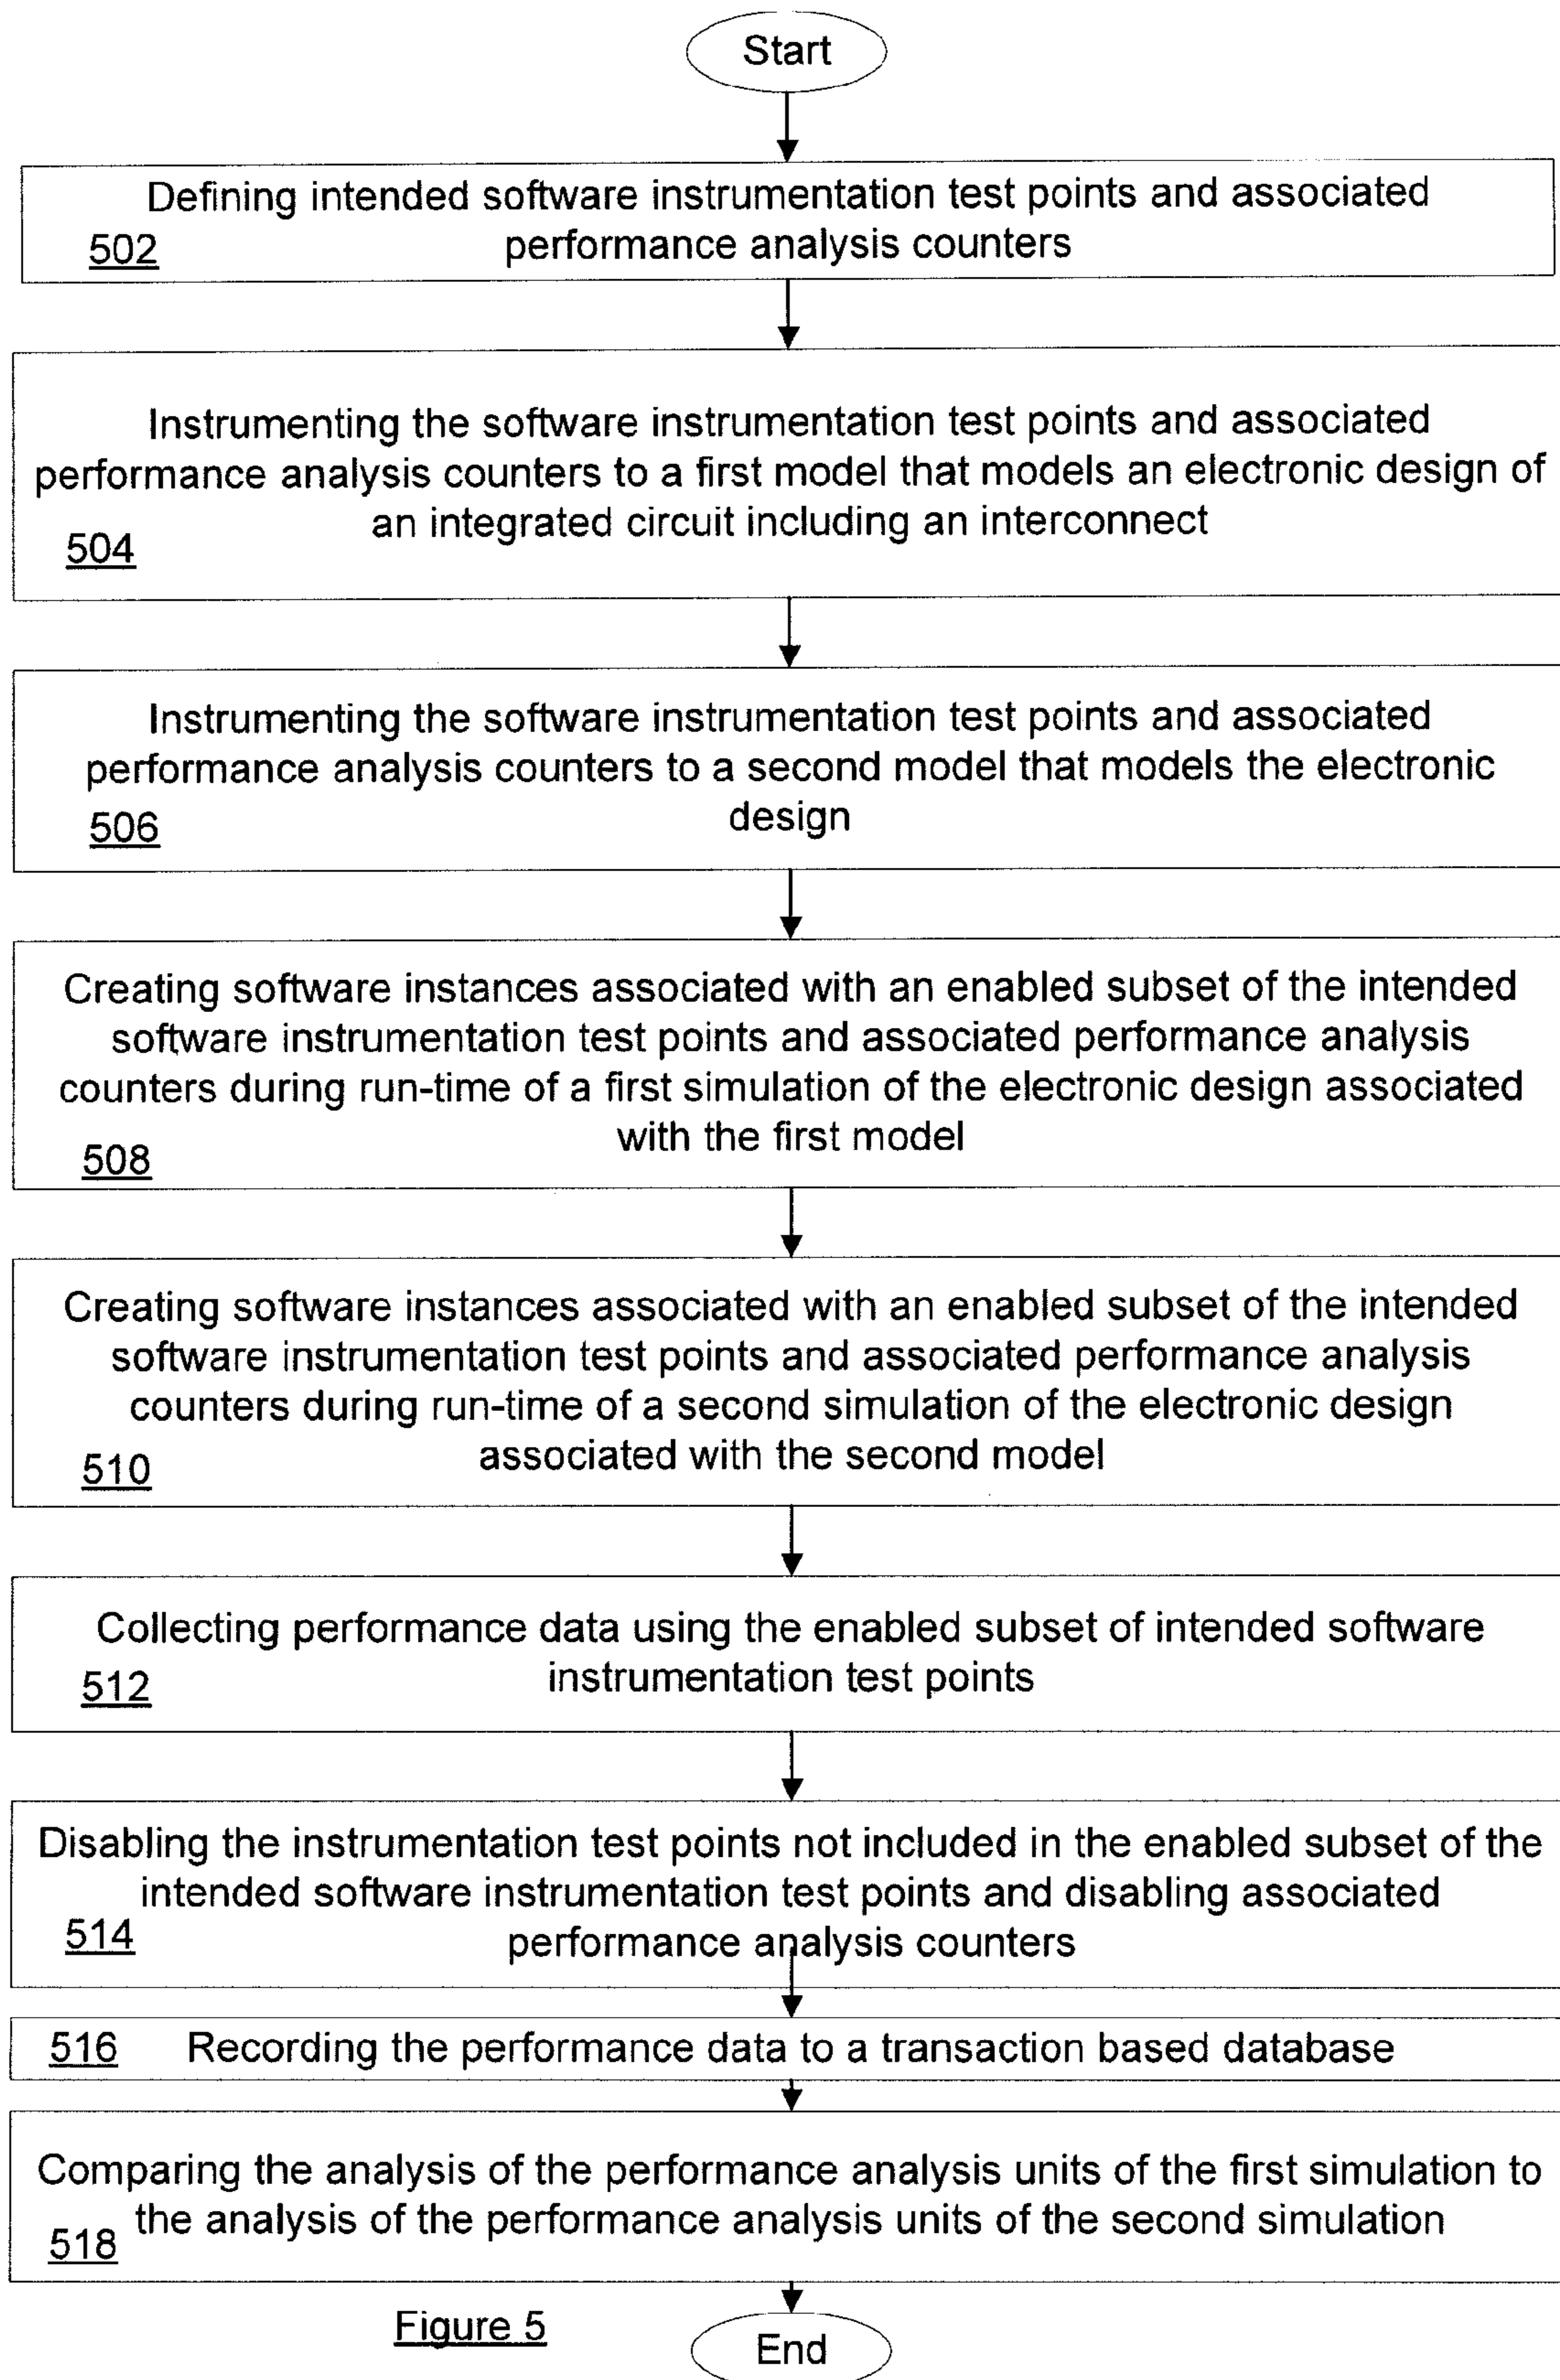 Start
Defining intended software instrumentation test points and associated
performance analysis counters
502
Instrumenting the software instrumentation test points and associated
performance analysis counters to a first model that models an electronic design of
an integrated circuit including an interconnect
504
Instrumenting the software instrumentation test points and associated
performance analysis counters to a second model that models the electronic
design
506
Creating software instances associated with an enabled subset of the intended
software instrumentation test points and associated performance analysis
counters during run-time of a first simulation of the electronic design associated
with the first model
508
Creating software instances associated with an enabled subset of the intended
software instrumentation test points and associated performance analysis
counters during run-time of a second simulation of the electronic design
associated with the second model
510
Collecting performance data using the enabled subset of intended software
instrumentation test points
512
Disabling the instrumentation test points not included in the enabled subset of the
intended software instrumentation test points and disabling associated
performance analysis counters
514
516 Recording the performance data to a transaction based database
Comparing the analysis of the performance analysis units of the first simulation to
the analysis of the performance analysis units of the second simulation
518
Figure 5
End